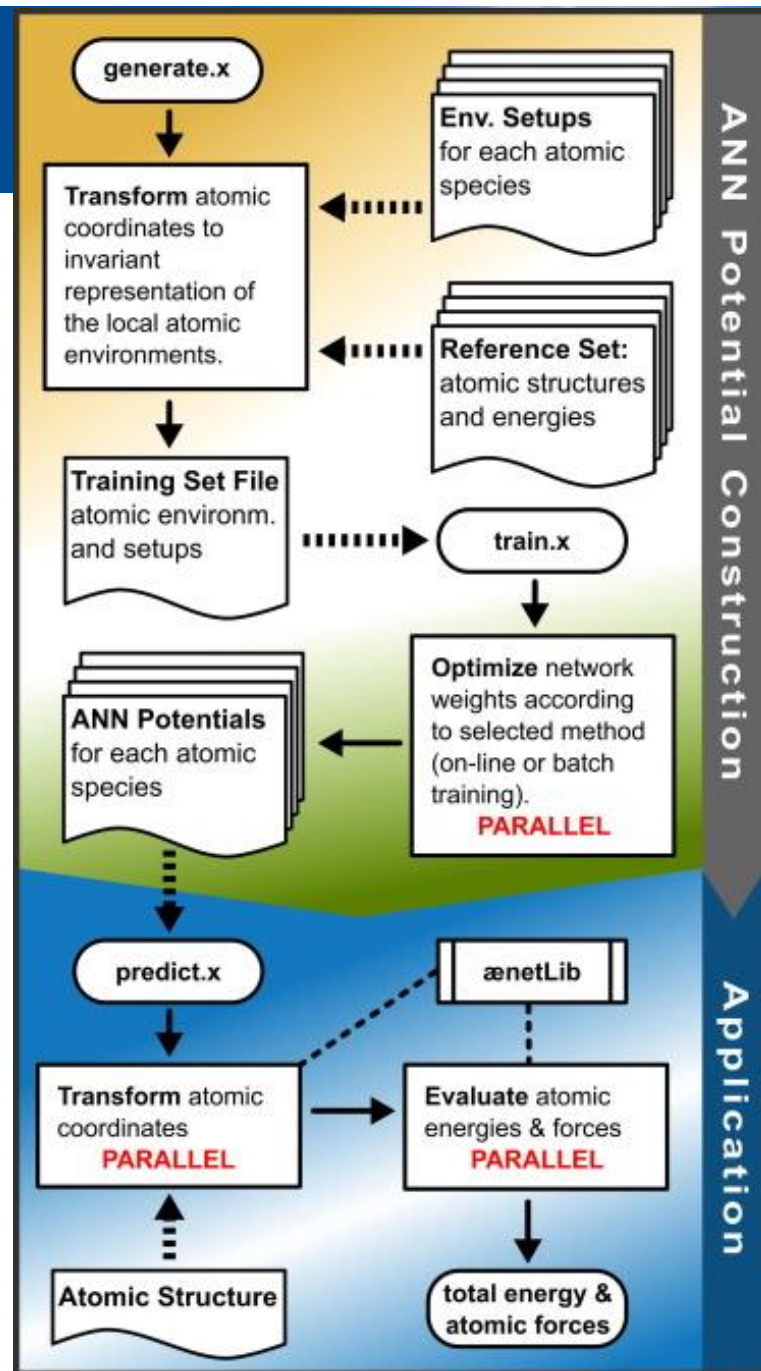 generate.x
Env. Setups
for each atomic
species
Transform atomic
coordinates to
invariant
representation of
the local atomic
environments.
Reference Set:
atomic structures
and energies
Training Set File
atomic environm.
and setups
train.x
Optimize network
weights according
to selected method
(on-line or batch
training).
PARALLEL
ANN Potentials
for each atomic
species
ANN Potential Construction
predict.x
ænetLib
Transform atomic
coordinates
PARALLEL
Evaluate atomic
energies & forces
PARALLEL
Atomic Structure
total energy &
atomic forces
Application